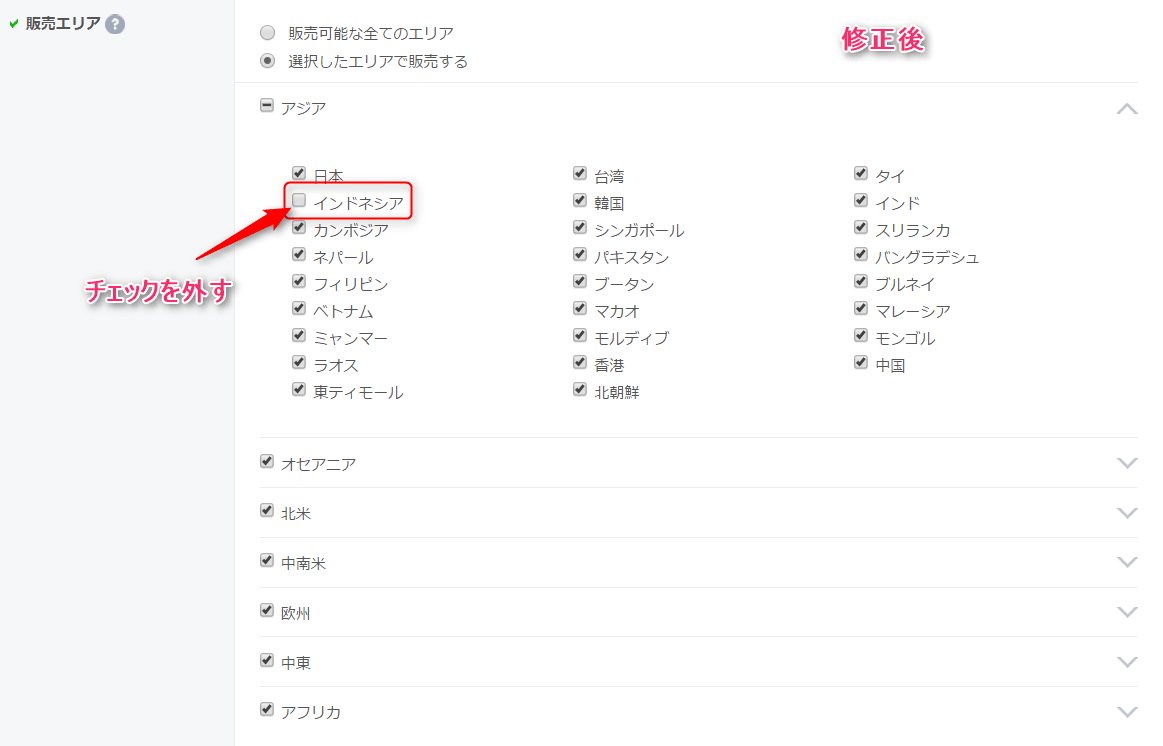 販売エリア ?
販売可能な全てのエリア
選択したエリアで販売する
修正後
アジア
日本 台湾 タイ
インドネシア 韓国 インド
カンボジア シンガポール スリランカ
ネパール パキスタン バングラデシュ
フィリピン ブータン ブルネイ
ベトナム マカオ マレーシア
ミャンマー モルディブ モンゴル
ラオス 香港 中国
東ティモール 北朝鮮
チェックを外す
オセアニア
北米
中南米
欧州
中東
アフリカ